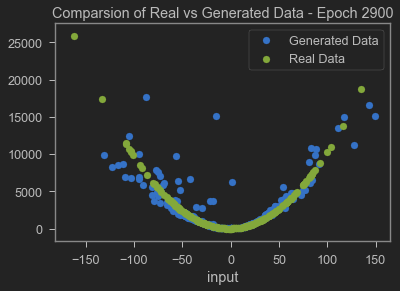 Comparsion of Real vs Generated Data - Epoch 2900
25000
20000
15000
10000
5000
0
Generated Data
Real Data
−150 −100 −50 0 50 100 150
input